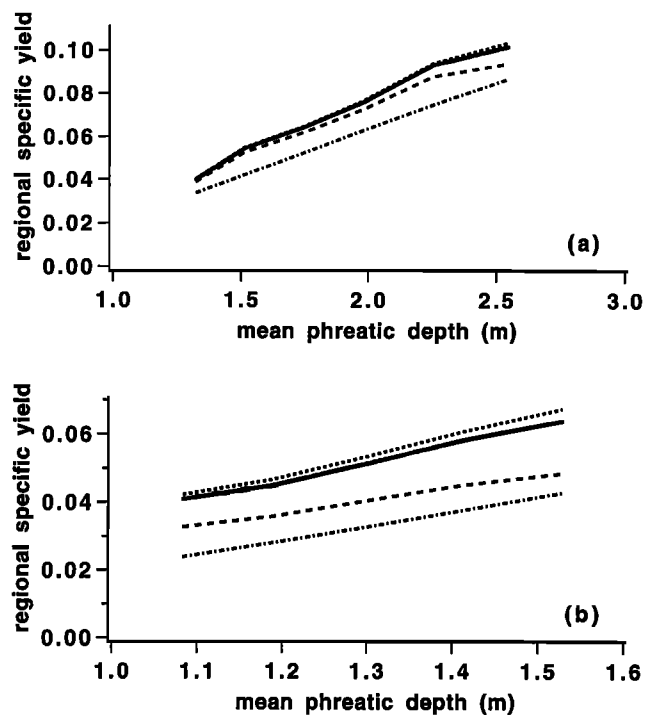 regional specific yield
0.10
0.08
0.06
0.04
0.02
0.00
(a)
1.0 1.5 2.0 2.5 3.0
mean phreatic depth (m)
regional specific yield
0.06
0.04
0.02
0.00
(b)
1.0 1.1 1.2 1.3 1.4 1.5 1.6
mean phreatic depth (m)